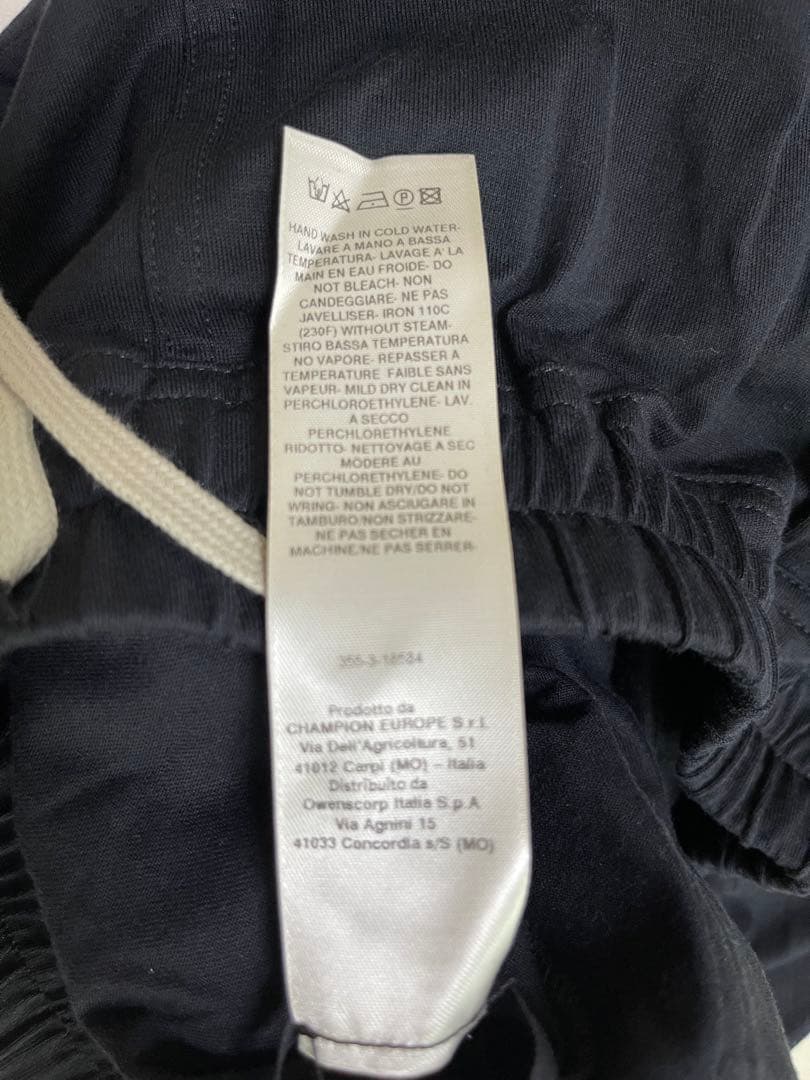 HAND WASH IN COLD WATER-
LAVARE A MANO A BASSA
TEMPERATURA- LAVAGE A' LA
MAIN EN EAU FROIDE- DO
NOT BLEACH- NON
CANDEGGIARE- NE PAS
JAVELLISER- IRON 110C
(230F) WITHOUT STEAM-
STIRO BASSA TEMPERATURA
NO VAPORE- REPASSER A
TEMPERATURE FAIBLE SANS
VAPEUR- MILD DRY CLEAN IN
PERCHLOROETHYLENE- LAV.
A SECCO
PERCHLORETHYLENE
RIDOTTO- NETTOYAGE A SEC
MODERE AU
PERCHLORETHYLENE- DO
NOT TUMBLE DRY/DO NOT
WRING- NON ASCIUGARE IN
TAMBURO/NON STRIZZARE-
NE PAS SECHER EN
MACHINE/NE PAS SERRER-
355-3-18584
Prodotto da
CHAMPION EUROPE S.r.l.
Via Dell'Agricoltura, 51
41012 Carpi (MO) – Italia
Distribuito da
Owenscorp Italia S.p.A
Via Agnini 15
41033 Concordia s/S (MO)